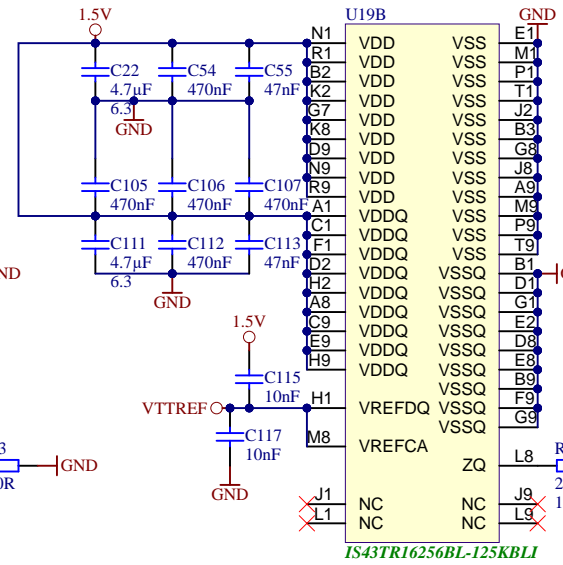 1.5V
U19B
GND
N1 VDD VSS E1
R1 VDD VSS M1
B2 VDD VSS P1
K2 VDD VSS T1
G7 VDD VSS J2
K8 VDD VSS B3
D9 VDD VSS G8
N9 VDD VSS J8
R9 VDD VSS A9
A1 VDDQ VSS M9
C1 VDDQ VSS P9
F1 VDDQ VSS T9
D2 VDDQ VSSQ B1
H2 VDDQ VSSQ D1
A8 VDDQ VSSQ G1
C9 VDDQ VSSQ E2
E9 VDDQ VSSQ D8
H9 VDDQ VSSQ E8
VSSQ B9
H1 VREFDQ VSSQ F9
VSSQ G9
M8 VREFCA
ZQ L8
J1 NC NC J9
L1 NC NC L9
IS43TR16256BL-125KBLI
C22
4.7µF
6.3
C54
470nF
C55
47nF
GND
C105
470nF
C106
470nF
C107
470nF
C111
4.7µF
6.3
C112
470nF
C113
47nF
GND
ND
1.5V
C115
10nF
VTTREF
C117
10nF
GND
3
0R
GND
R
2
1